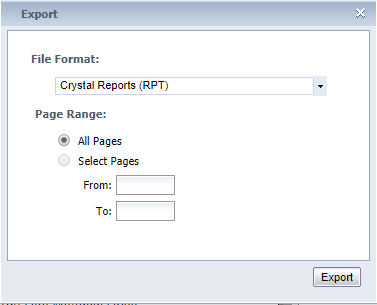 Export
File Format:
Crystal Reports (RPT)
Page Range:
All Pages
Select Pages
From:
To:
Export